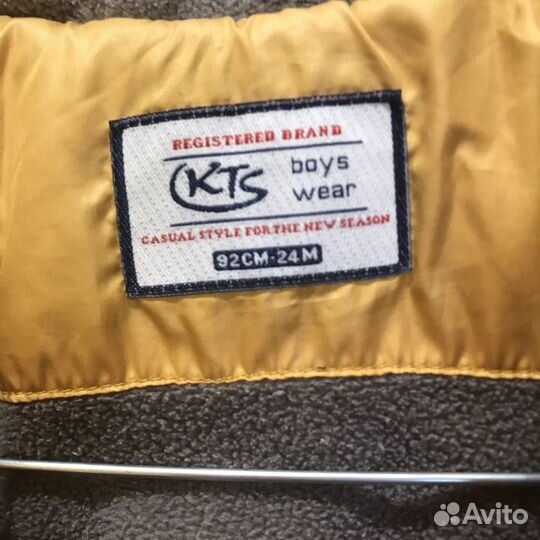 REGISTERED BRAND
KTS boys
wear
CASUAL STYLE FOR THE NEW SEASON
92CM-24M
Avito